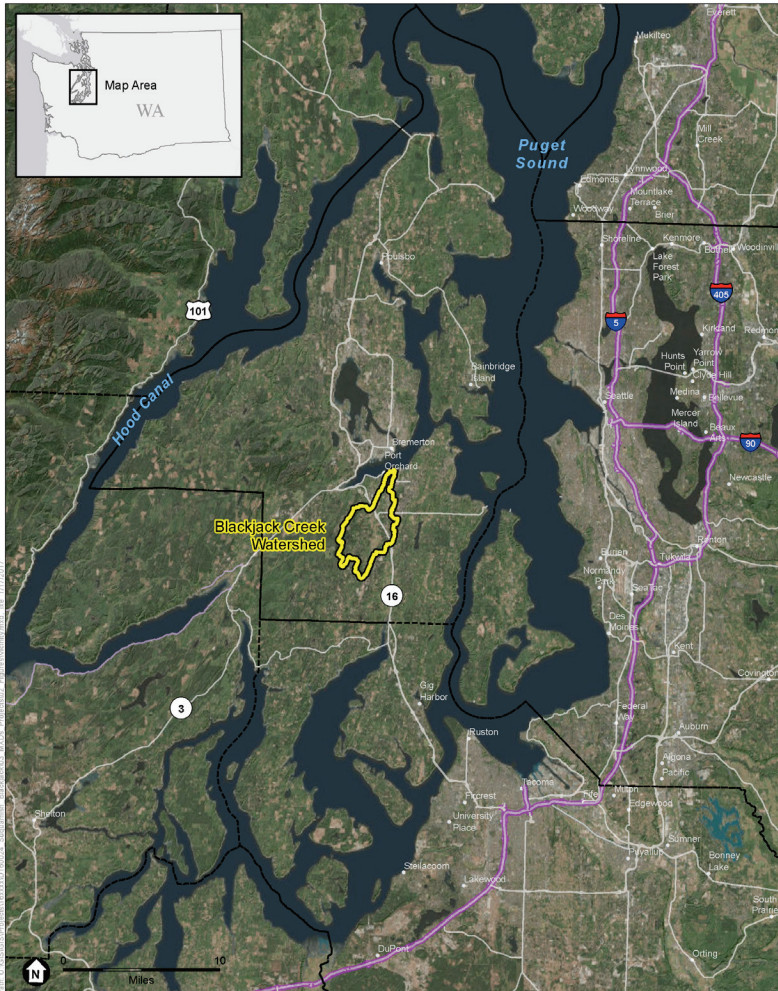 Map Area
WA
Everett
Mukilteo
Mill
Creek
Puget
Sound
Lynnwood
Edmonds
Mountlake
Terrace
Woodway
Brier
Shoreline
Kenmore
Bothell
Woodinvil
Lake
Forest
Park
Poulsbo
101
405
5
Kirkland
Redmon
Hunts
Point
Yarrow
Point
Clyde Hill
Bainbridge
Island
Medina
Bellevue
Seattle
Mercer
Island
Beaux
Arts
90
Hood Canal
Bremerton
Port
Orchard
Newcastle
Blackjack Creek
Watershed
Renton
Burien
Tukwila
Normandy
Park
SeaTac
16
Des
Moines
Kent
Covington
3
Gig
Harbor
Federal
Way
Ruston
Auburn
Algona
Pacific
Tacoma
Fife
Milton
Edgewood
Fircrest
University
Place
Shelton
Sumner
Puyallup
Bonney
Lake
Steilacoom
Lakewood
South
Prairie
DuPont
Orting
N
0
10
Miles